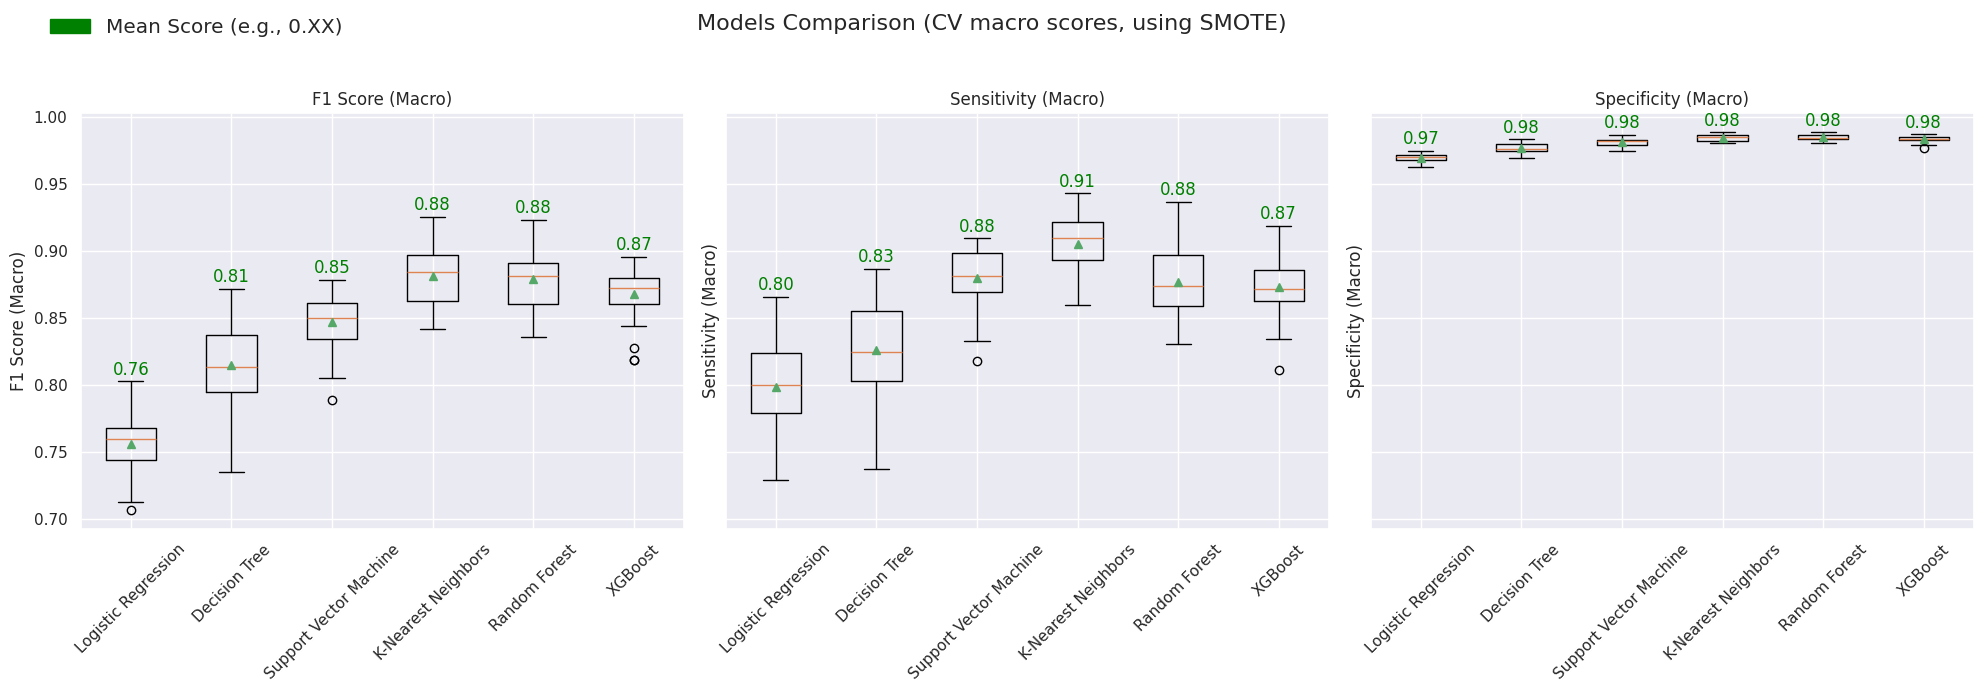 Models Comparison (CV macro scores, using SMOTE)
Mean Score (e.g., 0.XX)
F1 Score (Macro)
F1 Score (Macro)
1.00
0.95
0.90
0.85
0.80
0.75
0.70
0.76
0.81
0.85
0.88
0.88
0.87
Logistic Regression
Decision Tree
Support Vector Machine
K-Nearest Neighbors
Random Forest
XGBoost
Sensitivity (Macro)
Sensitivity (Macro)
0.80
0.83
0.88
0.91
0.88
0.87
Logistic Regression
Decision Tree
Support Vector Machine
K-Nearest Neighbors
Random Forest
XGBoost
Specificity (Macro)
Specificity (Macro)
0.97
0.98
0.98
0.98
0.98
0.98
Logistic Regression
Decision Tree
Support Vector Machine
K-Nearest Neighbors
Random Forest
XGBoost